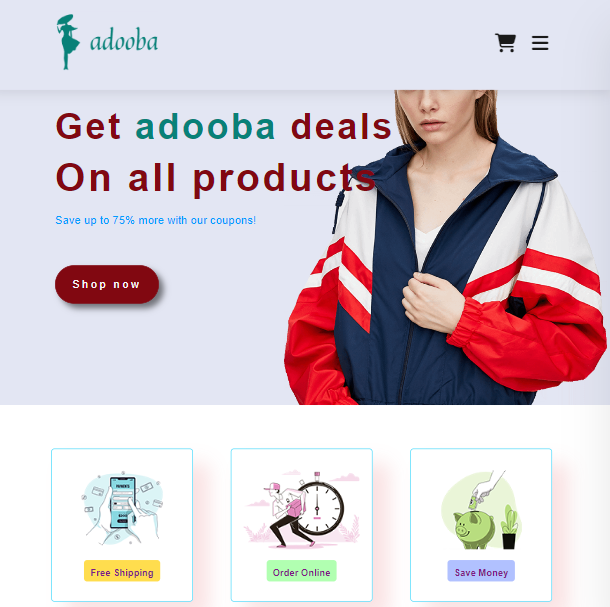 adooba
Get adooba deals
On all products
Save up to 75% more with our coupons!
Shop now
Free Shipping
Order Online
Save Money